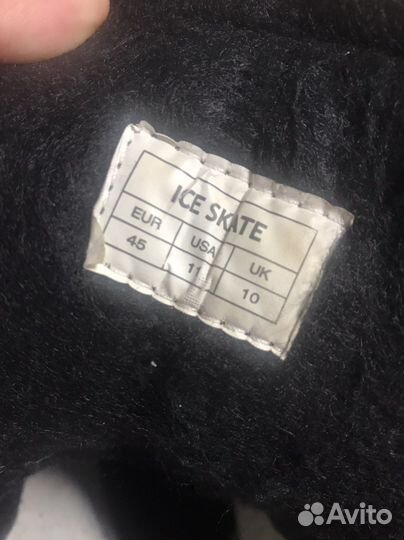 ICE SKATE
EUR USA UK
45 11 10
Avito